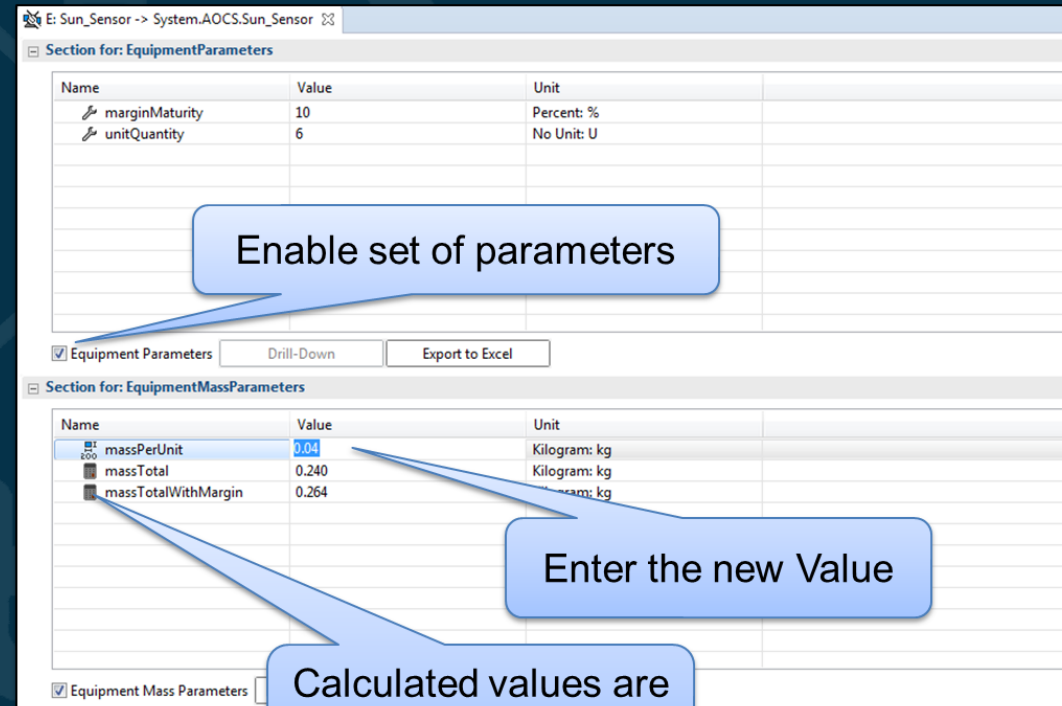 E: Sun_Sensor -> System.AOCS.Sun_Sensor
Section for: EquipmentParameters
Name Value Unit
marginMaturity 10 Percent: %
unitQuantity 6 No Unit: U
Enable set of parameters
Equipment Parameters Drill-Down Export to Excel
Section for: EquipmentMassParameters
Name Value Unit
200 massPerUnit 0.04 Kilogram: kg
massTotal 0.240 Kilogram: kg
massTotalWithMargin 0.264 kg
Enter the new Value
Calculated values are
Equipment Mass Parameters